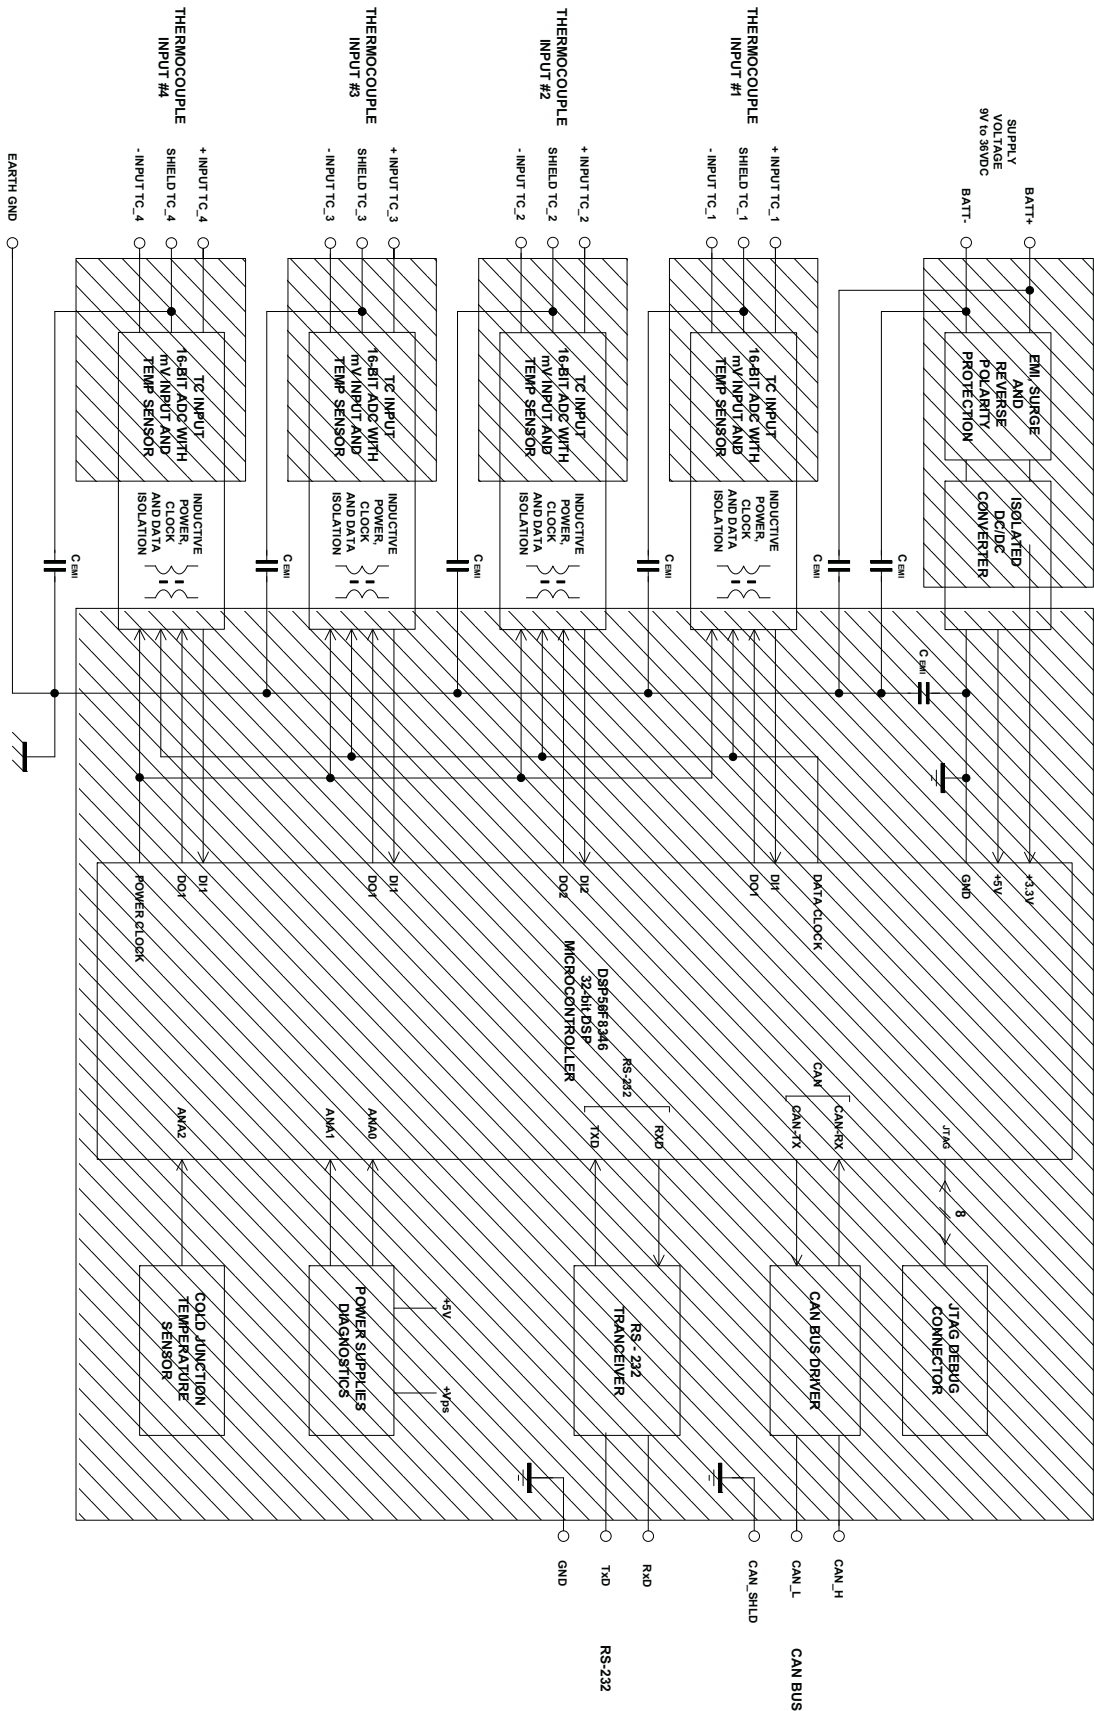 SUPPLY
VOLTAGE
9V to 36VDC
BATT+
BATT-
EMI, SURGE
AND
REVERSE
POLARITY
PROTECTION
ISOLATED
DC/DC
CONVERTER
+3.3V
+5V
GND
C EMI
C EMI
C EMI
THERMOCOUPLE
INPUT #1
+ INPUT TC_1
SHIELD TC_1
- INPUT TC_1
TC INPUT
16-BIT ADC WITH
mV INPUT AND
TEMP SENSOR
INDUCTIVE
POWER,
CLOCK
AND DATA
ISOLATION
C EMI
DATA CLOCK
DI1
DO1
THERMOCOUPLE
INPUT #2
+ INPUT TC_2
SHIELD TC_2
- INPUT TC_2
TC INPUT
16-BIT ADC WITH
mV INPUT AND
TEMP SENSOR
INDUCTIVE
POWER,
CLOCK
AND DATA
ISOLATION
C EMI
DI2
DO2
THERMOCOUPLE
INPUT #3
+ INPUT TC_3
SHIELD TC_3
- INPUT TC_3
TC INPUT
16-BIT ADC WITH
mV INPUT AND
TEMP SENSOR
INDUCTIVE
POWER,
CLOCK
AND DATA
ISOLATION
C EMI
DI1
DO1
THERMOCOUPLE
INPUT #4
+ INPUT TC_4
SHIELD TC_4
- INPUT TC_4
TC INPUT
16-BIT ADC WITH
mV INPUT AND
TEMP SENSOR
INDUCTIVE
POWER,
CLOCK
AND DATA
ISOLATION
C EMI
DI1
DO1
POWER CLOCK
EARTH GND
DSP56F8346
32-bit DSP
MICROCONTROLLER
JTAG
8
JTAG DEBUG
CONNECTOR
CAN
CAN-RX
CAN-TX
CAN BUS DRIVER
CAN_H
CAN_L
CAN_SHLD
CAN BUS
RS-232
RXD
TXD
RS - 232
TRANCEIVER
RxD
TxD
GND
RS-232
ANA0
ANA1
POWER SUPPLIES
DIAGNOSTICS
+5V
+Vps
ANA2
COLD JUNCTION
TEMPERATURE
SENSOR